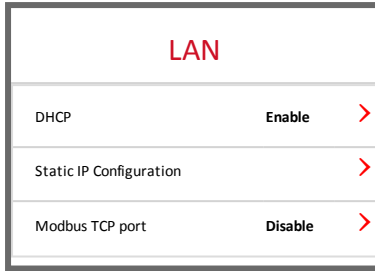 LAN
DHCP Enable
Static IP Configuration
Modbus TCP port Disable